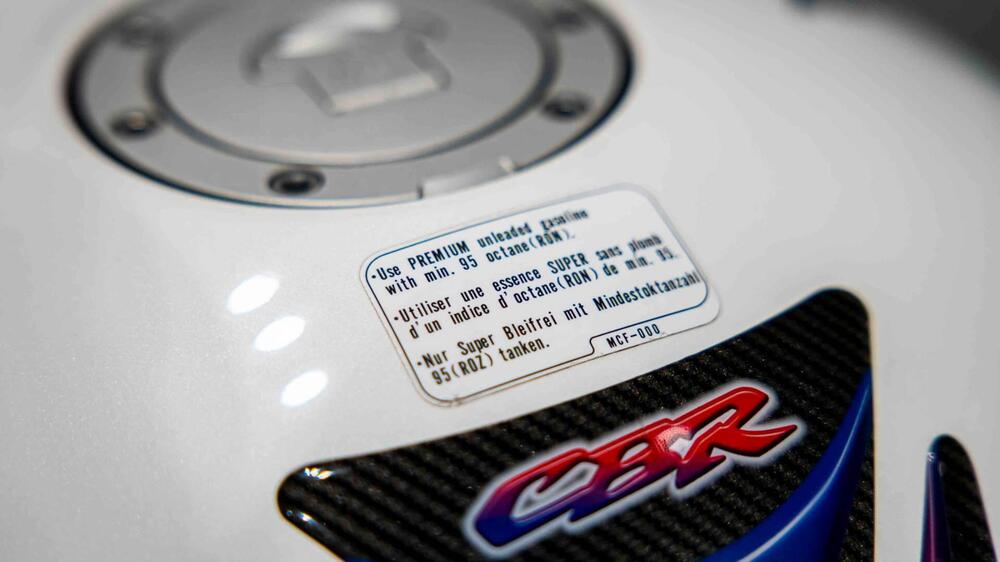 ·Use PREMIUM unleaded gasoline
with min. 95 octane(RON).
·Utiliser une essence SUPER sans plomb
d'un indice d'octane(RON) de min. 95.
·Nur Super Bleifrei mit Mindestoktanzahl
95(ROZ) tanken.
MCF-000
CBR